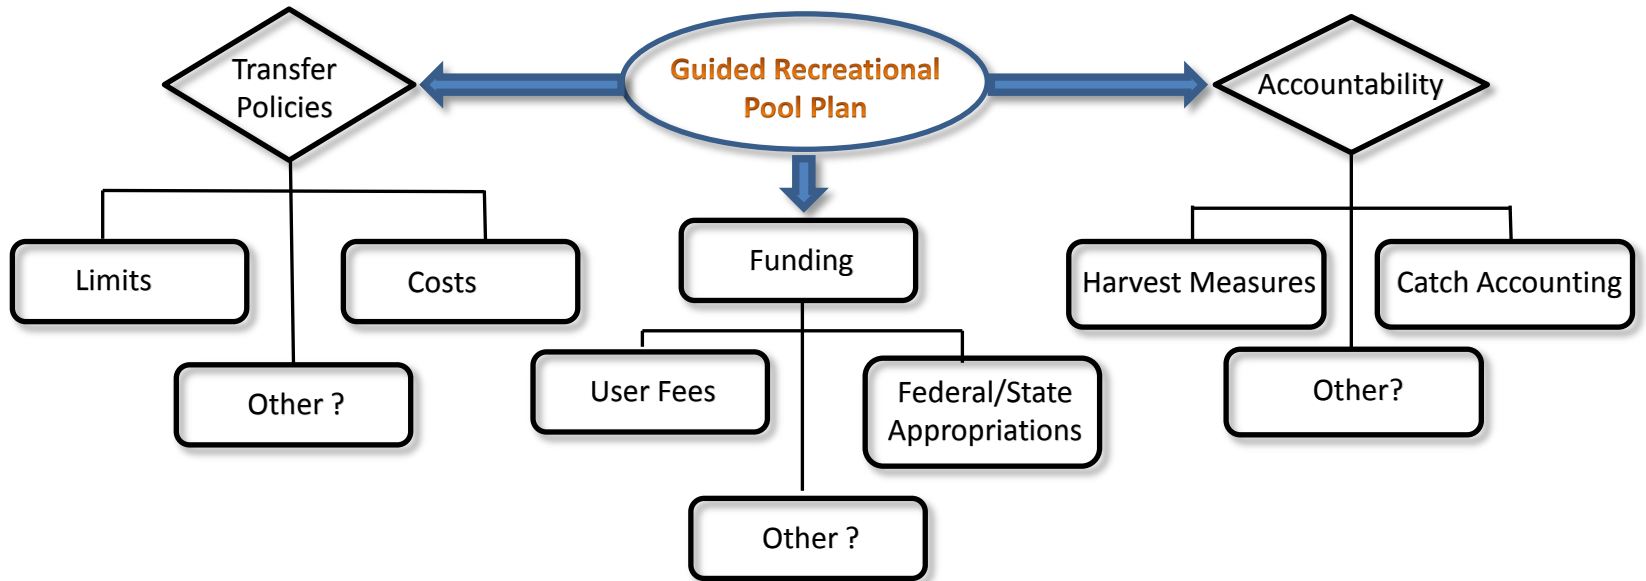 Guided Recreational
Pool Plan
Transfer
Policies
Accountability
Limits
Costs
Other ?
Funding
User Fees
Federal/State
Appropriations
Other ?
Harvest Measures
Catch Accounting
Other?